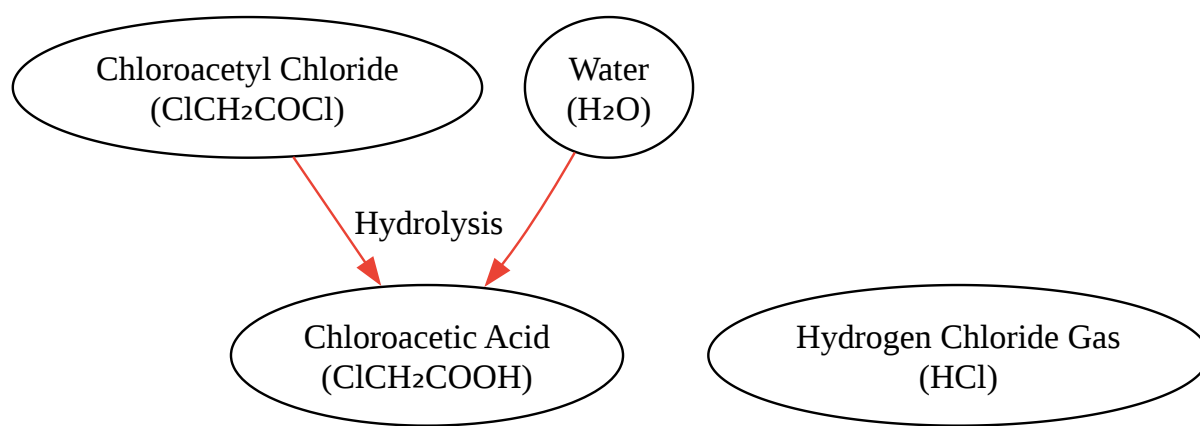 Chloroacetyl Chloride
(ClCH₂COCl)
Water
(H₂O)
Hydrolysis
Chloroacetic Acid
(ClCH₂COOH)
Hydrogen Chloride Gas
(HCl)